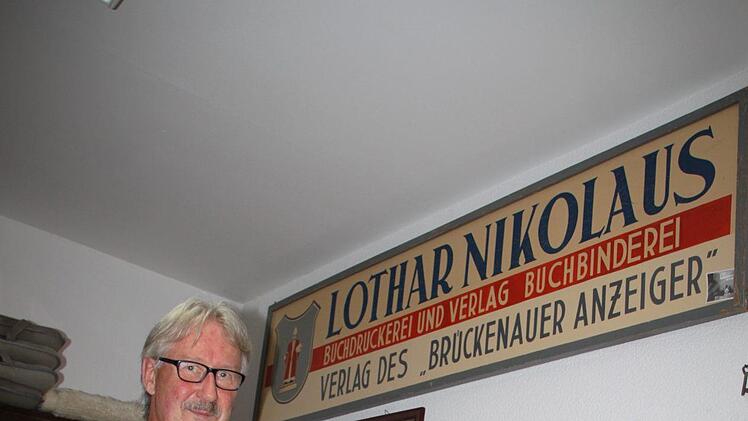 LOTHAR NIKOLAUS
BUCHDRUCKEREI UND VERLAG BUCHBINDEREI
VERLAG DES „BRÜCKENAUER ANZEIGER”